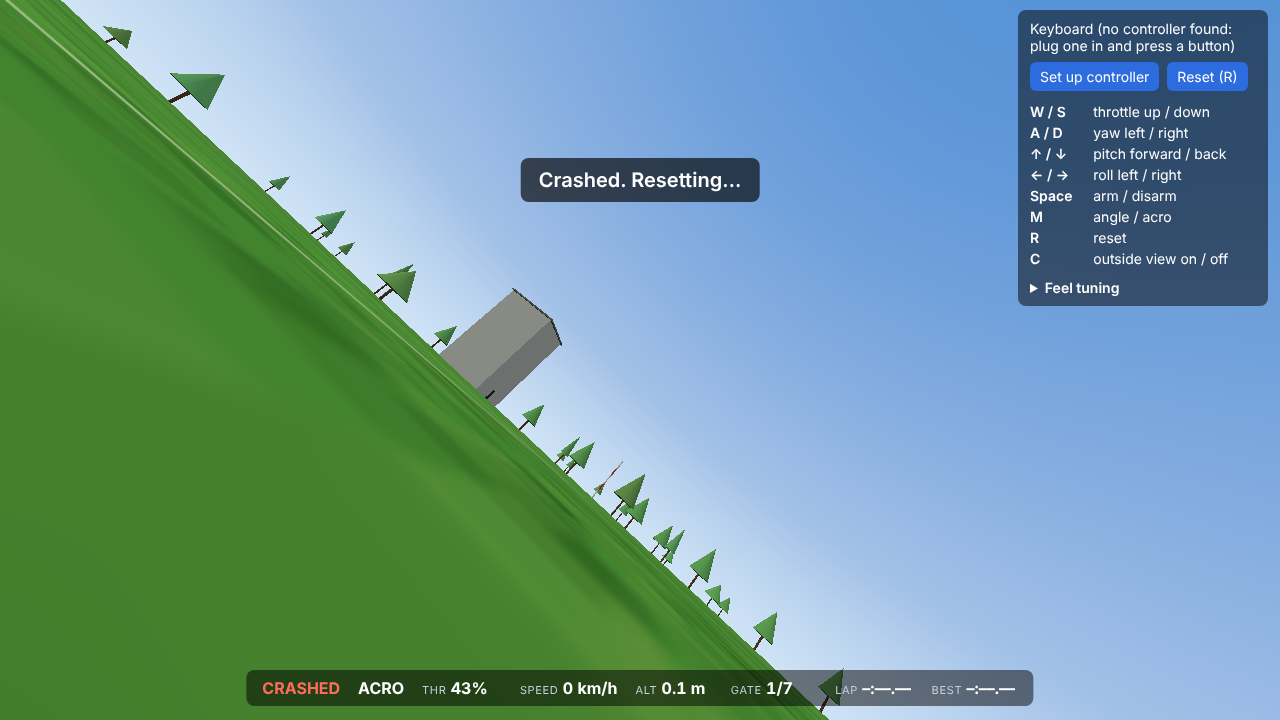 Keyboard (no controller found:
plug one in and press a button)
Set up controller Reset (R)
W / S throttle up / down
A / D yaw left / right
↑ / ↓ pitch forward / back
← / → roll left / right
Space arm / disarm
M angle / acro
R reset
C outside view on / off
▶ Feel tuning
Crashed. Resetting...
CRASHED ACRO THR 43% SPEED 0 km/h ALT 0.1 m GATE 1/7 LAP –:––.–– BEST –:––.––